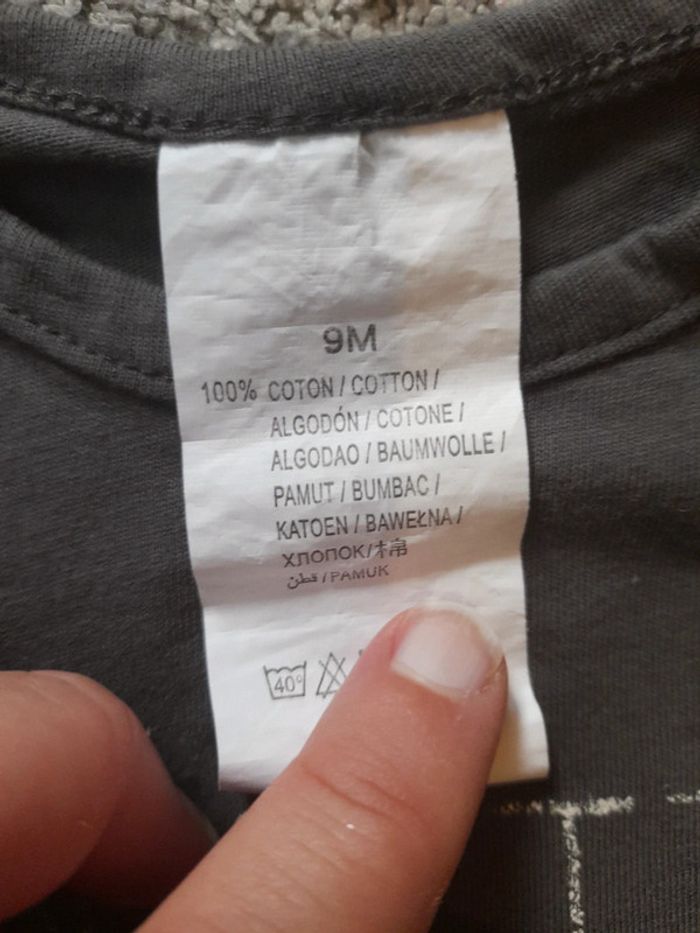 9M
100% COTON / COTTON /
ALGODÓN / COTONE /
ALGODAO / BAUMWOLLE /
PAMUT / BUMBAC /
KATOEN / BAWEŁNA /
ХЛОПОК/棉
قطن / PAMUK
40°